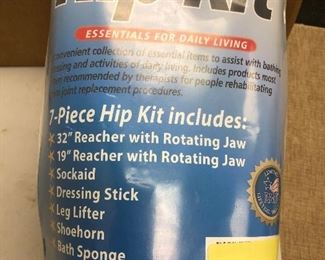 Hip Kit
ESSENTIALS FOR DAILY LIVING
convenient collection of essential items to assist with bathing,
dressing and activities of daily living. Includes products most
often recommended by therapists for people rehabilitating
from joint replacement procedures.
7-Piece Hip Kit includes:
32" Reacher with Rotating Jaw
19" Reacher with Rotating Jaw
Sockaid
Dressing Stick
Leg Lifter
Shoehorn
Bath Sponge